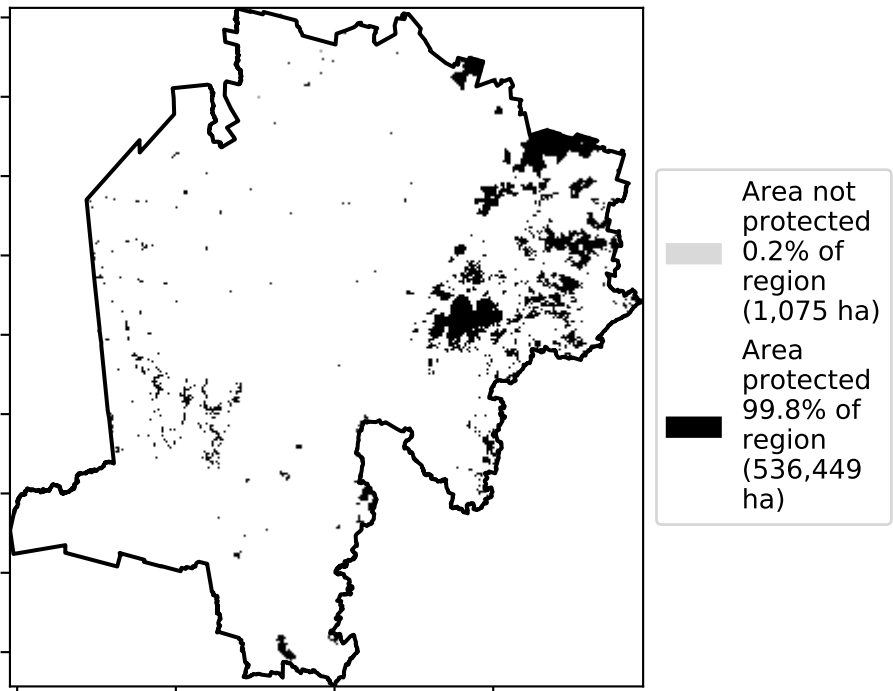 Area not
protected
0.2% of
region
(1,075 ha)
Area
protected
99.8% of
region
(536,449
ha)